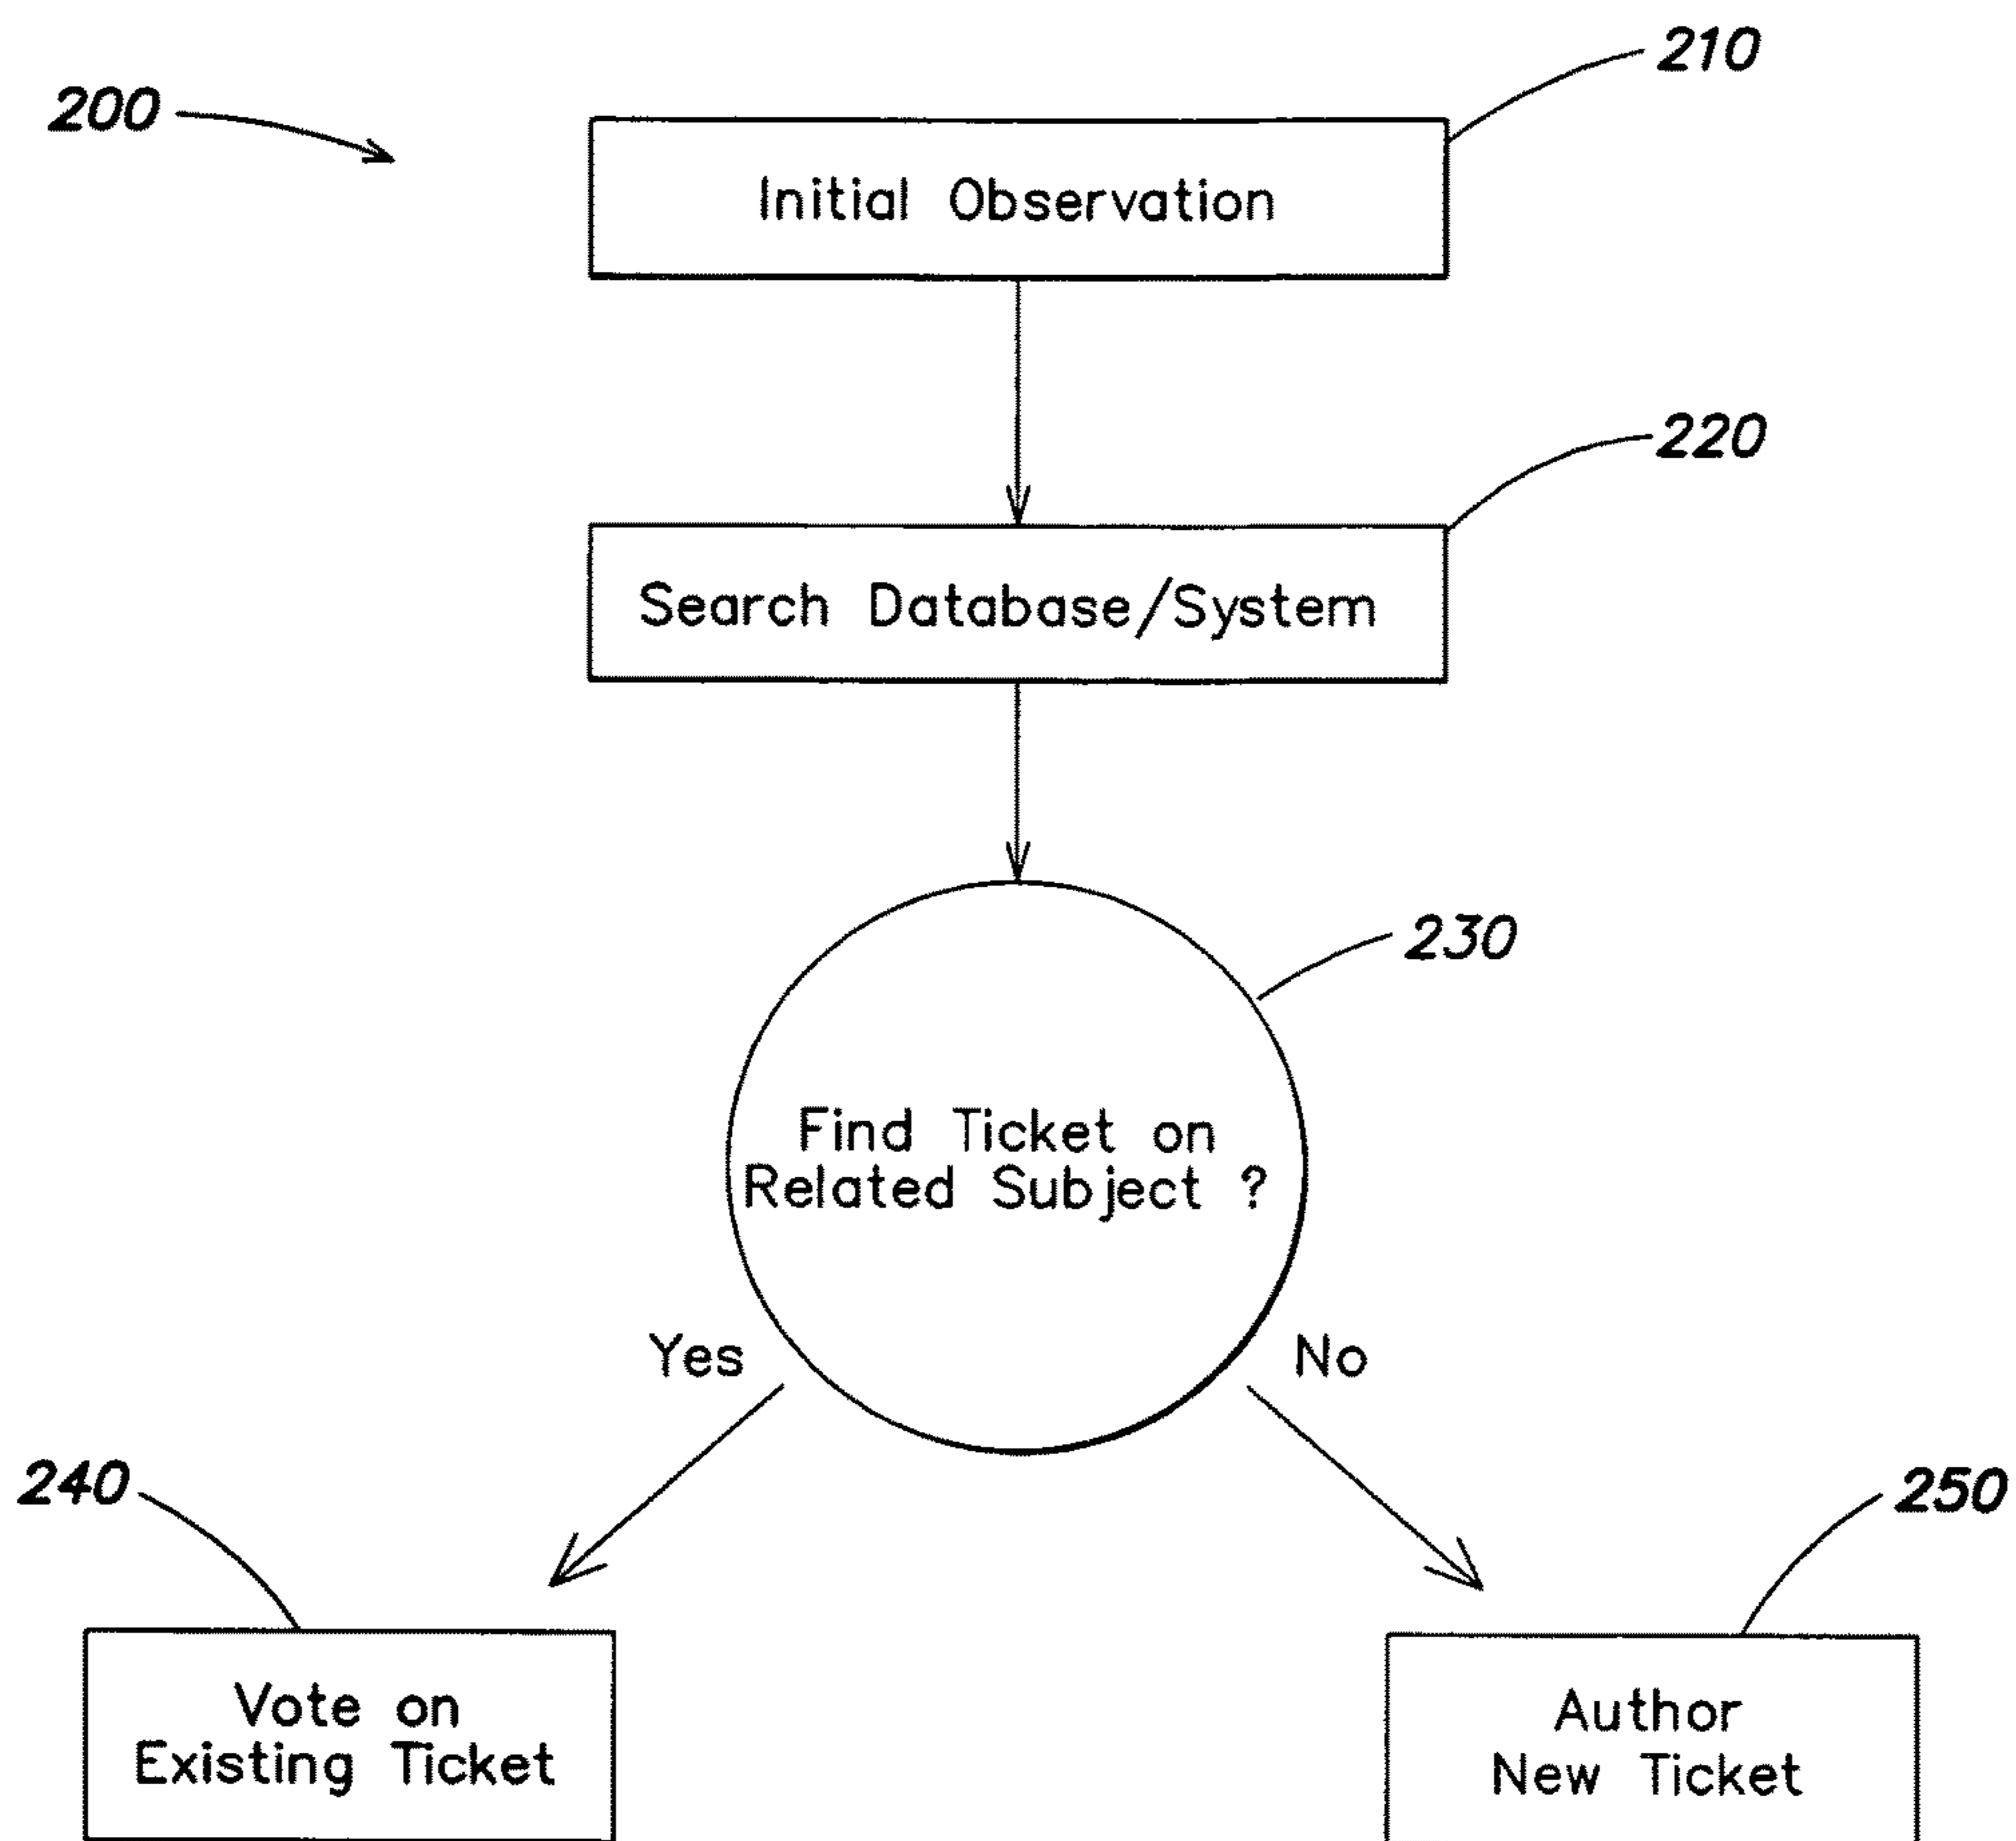 210
200
Initial Observation
220
Search Database/System
230
Find Ticket on
Related Subject ?
Yes
No
240
250
Vote on
Existing Ticket
Author
New Ticket